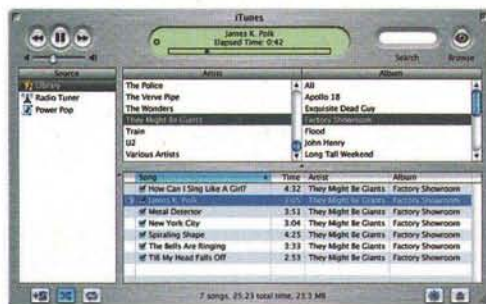 iTunes
James K. Polk
Elapsed Time: 0:42
Search
Browse
Source
Library
Radio Tuner
Power Pop
Artist
The Police
The Verve Pipe
The Wonders
They Might Be Giants
Train
U2
Various Artists
Album
All
Apollo 18
Exquisite Dead Guy
Factory Showroom
Flood
John Henry
Long Tall Weekend
Song Time Artist Album
How Can I Sing Like A Girl? 4:32 They Might Be Giants Factory Showroom
James K. Polk 3:05 They Might Be Giants Factory Showroom
Metal Detector 3:51 They Might Be Giants Factory Showroom
New York City 3:04 They Might Be Giants Factory Showroom
Spiraling Shape 4:25 They Might Be Giants Factory Showroom
The Bells Are Ringing 3:33 They Might Be Giants Factory Showroom
Till My Head Falls Off 2:53 They Might Be Giants Factory Showroom
7 songs, 25:23 total time, 23.3 MB